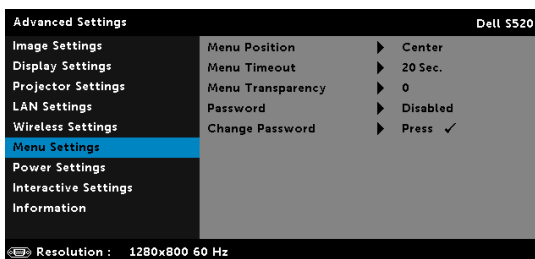 Advanced Settings Dell S520
Image Settings
Display Settings
Projector Settings
LAN Settings
Wireless Settings
Menu Settings
Power Settings
Interactive Settings
Information
Menu Position Center
Menu Timeout 20 Sec.
Menu Transparency 0
Password Disabled
Change Password Press ✓
Resolution : 1280x800 60 Hz